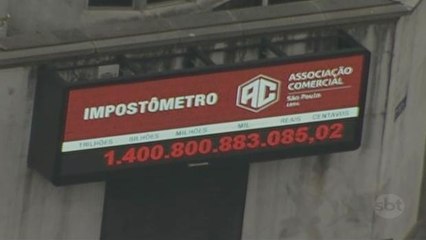 IMPOSTÔMETRO
AC
ASSOCIAÇÃO
COMERCIAL
São Paulo
TRILHÕES BILHÕES MILHÕES MIL REAIS CENTAVOS
1.400.800.883.085,02
sbt